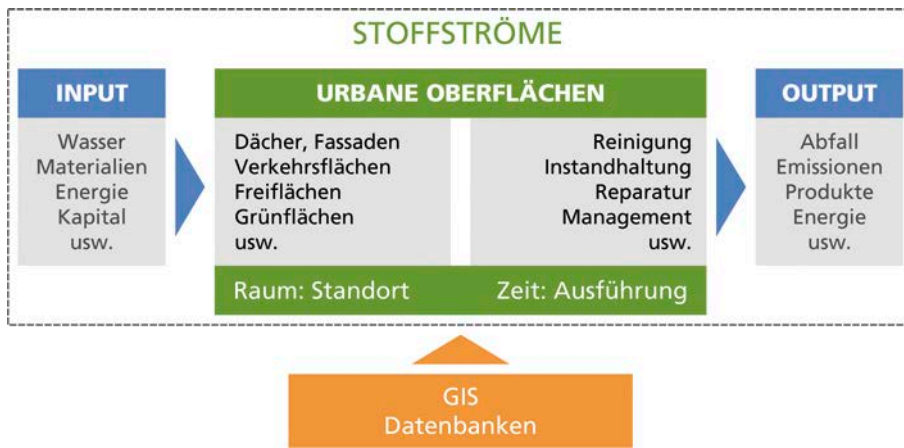 STOFFSTRÖME
INPUT
Wasser
Materialien
Energie
Kapital
usw.
URBANE OBERFLÄCHEN
Dächer, Fassaden
Verkehrsflächen
Freiflächen
Grünflächen
usw.
Reinigung
Instandhaltung
Reparatur
Management
usw.
Raum: Standort
Zeit: Ausführung
OUTPUT
Abfall
Emissionen
Produkte
Energie
usw.
GIS
Datenbanken